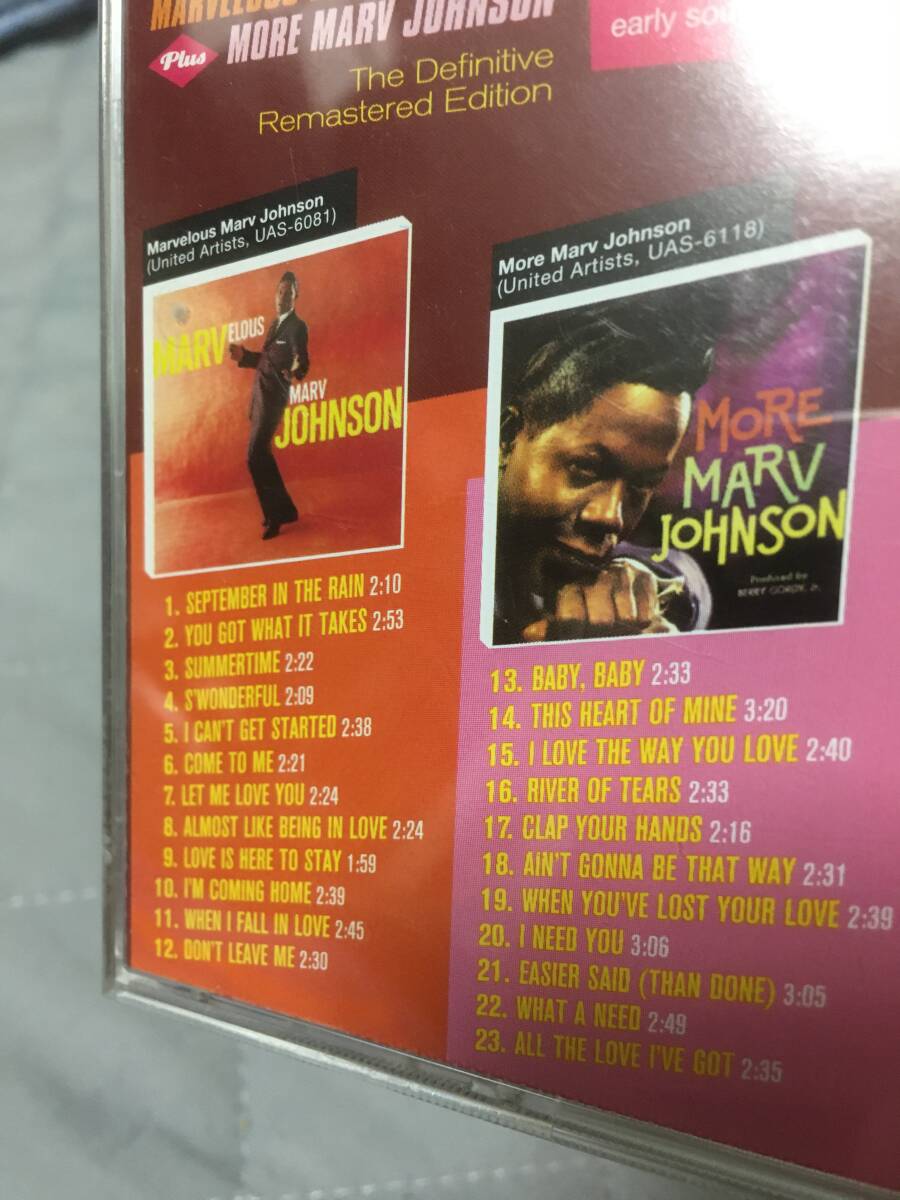 MARVELOUS
Plus MORE MARV JOHNSON
The Definitive
Remastered Edition
early
Marvelous Marv Johnson
(United Artists, UAS-6081)
MARVELOUS
MARV
JOHNSON
1. SEPTEMBER IN THE RAIN 2:10
2. YOU GOT WHAT IT TAKES 2:53
3. SUMMERTIME 2:22
4. S'WONDERFUL 2:09
5. I CAN'T GET STARTED 2:38
6. COME TO ME 2:21
7. LET ME LOVE YOU 2:24
8. ALMOST LIKE BEING IN LOVE 2:24
9. LOVE IS HERE TO STAY 1:59
10. I'M COMING HOME 2:39
11. WHEN I FALL IN LOVE 2:45
12. DON'T LEAVE ME 2:30
More Marv Johnson
(United Artists, UAS-6118)
MORE
MARV
JOHNSON
Produced by
BERRY GORDY, Jr.
13. BABY, BABY 2:33
14. THIS HEART OF MINE 3:20
15. I LOVE THE WAY YOU LOVE 2:40
16. RIVER OF TEARS 2:33
17. CLAP YOUR HANDS 2:16
18. AIN'T GONNA BE THAT WAY 2:31
19. WHEN YOU'VE LOST YOUR LOVE 2:39
20. I NEED YOU 3:06
21. EASIER SAID (THAN DONE) 3:05
22. WHAT A NEED 2:49
23. ALL THE LOVE I'VE GOT 2:35